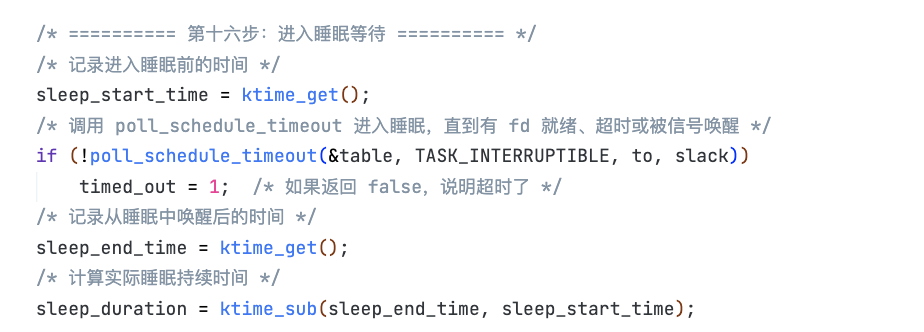 /* ========== 第十六步：进入睡眠等待 ========== */
/* 记录进入睡眠前的时间 */
sleep_start_time = ktime_get();
/* 调用 poll_schedule_timeout 进入睡眠，直到有 fd 就绪、超时或被信号唤醒 */
if (!poll_schedule_timeout(&table, TASK_INTERRUPTIBLE, to, slack))
    timed_out = 1;  /* 如果返回 false，说明超时了 */
/* 记录从睡眠中唤醒后的时间 */
sleep_end_time = ktime_get();
/* 计算实际睡眠持续时间 */
sleep_duration = ktime_sub(sleep_end_time, sleep_start_time);